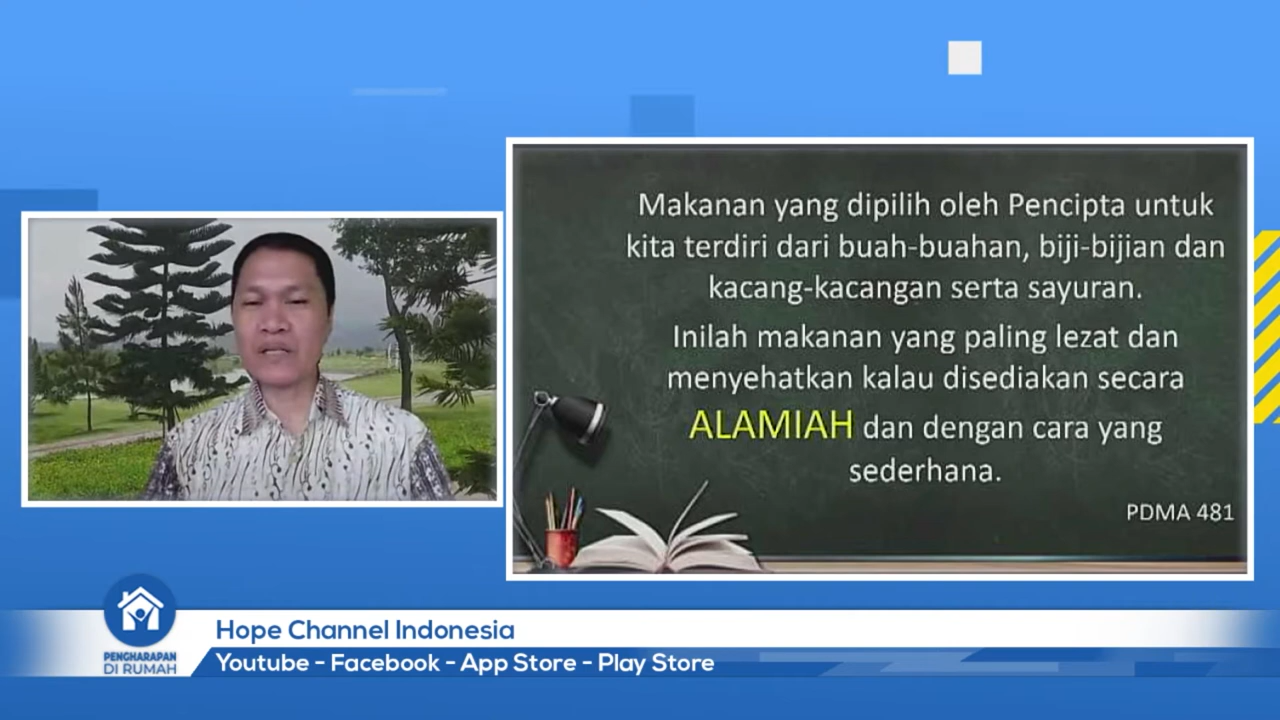 Makanan yang dipilih oleh Pencipta untuk
kita terdiri dari buah-buahan, biji-bijian dan
kacang-kacangan serta sayuran.
Inilah makanan yang paling lezat dan
menyehatkan kalau disediakan secara
ALAMIAH dan dengan cara yang
sederhana.
PDMA 481
PENGHARAPAN
DI RUMAH
Hope Channel Indonesia
Youtube - Facebook - App Store - Play Store